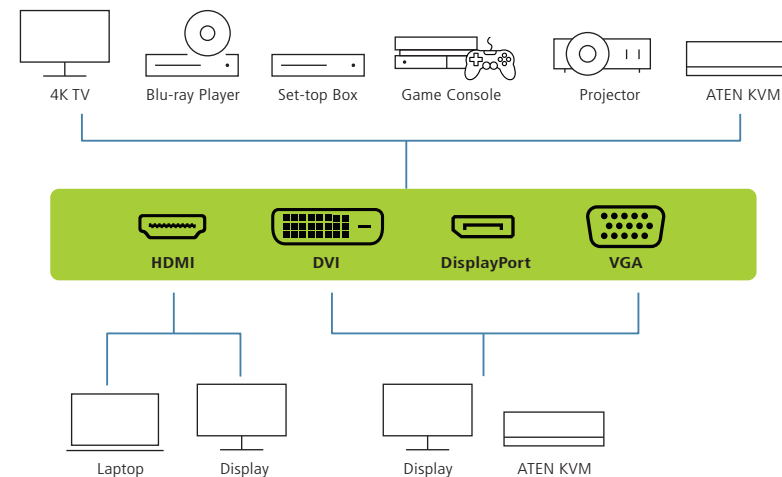 4K TV
Blu-ray Player
Set-top Box
Game Console
Projector
ATEN KVM
HDMI
DVI
DisplayPort
VGA
Laptop
Display
Display
ATEN KVM